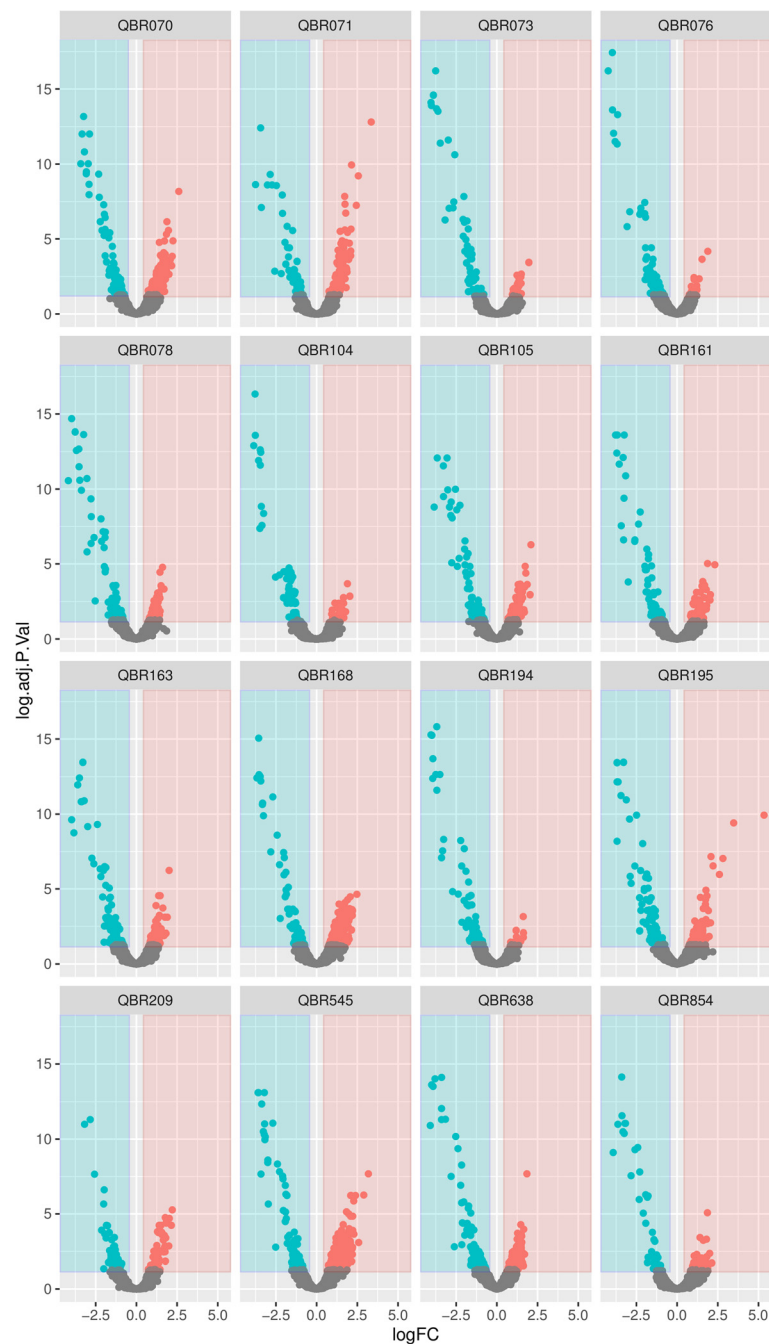 QBR070 QBR071 QBR073 QBR076
15
10
5
0
QBR078 QBR104 QBR105 QBR161
15
10
5
0
log.adj.P.Val
QBR163 QBR168 QBR194 QBR195
15
10
5
0
QBR209 QBR545 QBR638 QBR854
15
10
5
0
−2.5 0.0 2.5 5.0 −2.5 0.0 2.5 5.0 −2.5 0.0 2.5 5.0 −2.5 0.0 2.5 5.0
logFC